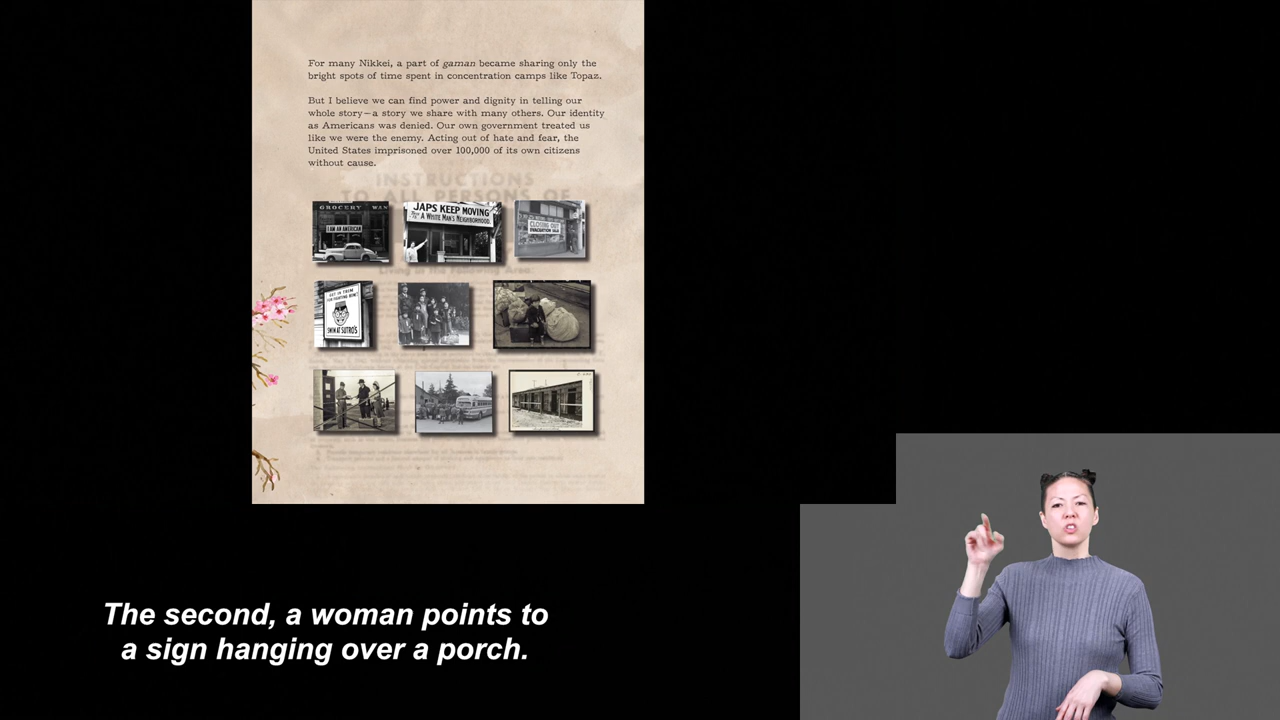 For many Nikkei, a part of gaman became sharing only the
bright spots of time spent in concentration camps like Topaz.
But I believe we can find power and dignity in telling our
whole story—a story we share with many others. Our identity
as Americans was denied. Our own government treated us
like we were the enemy. Acting out of hate and fear, the
United States imprisoned over 100,000 of its own citizens
without cause.
INSTRUCTIONS
TO ALL PERSONS OF
GROCERY
I AM AN AMERICAN
JAPS KEEP MOVING
A WHITE MAN'S NEIGHBORHOOD
CLOSING OUT
EVACUATION SALE
Living in the Following Area:
SWIM AT SUTRO'S
The second, a woman points to
a sign hanging over a porch.